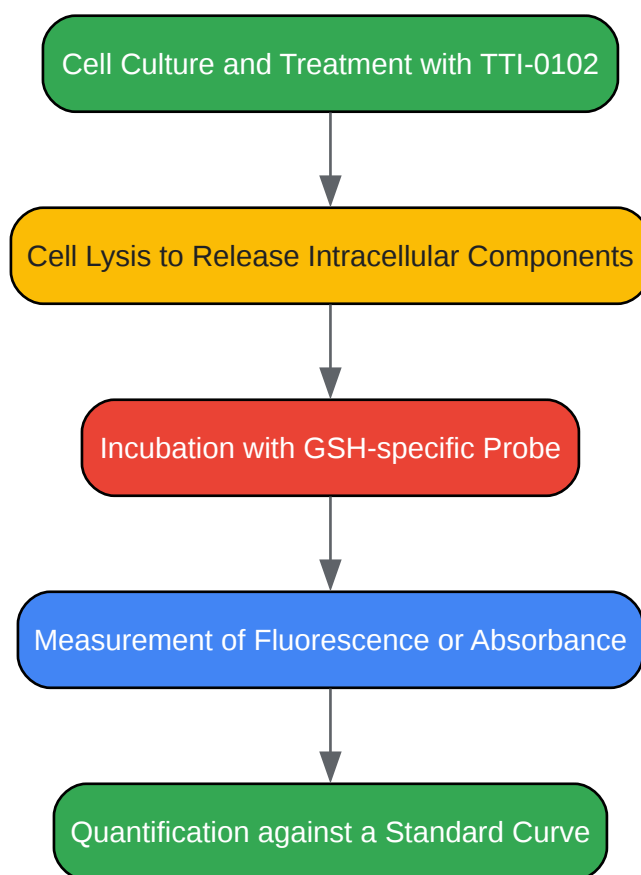 Cell Culture and Treatment with TTI-0102
Cell Lysis to Release Intracellular Components
Incubation with GSH-specific Probe
Measurement of Fluorescence or Absorbance
Quantification against a Standard Curve